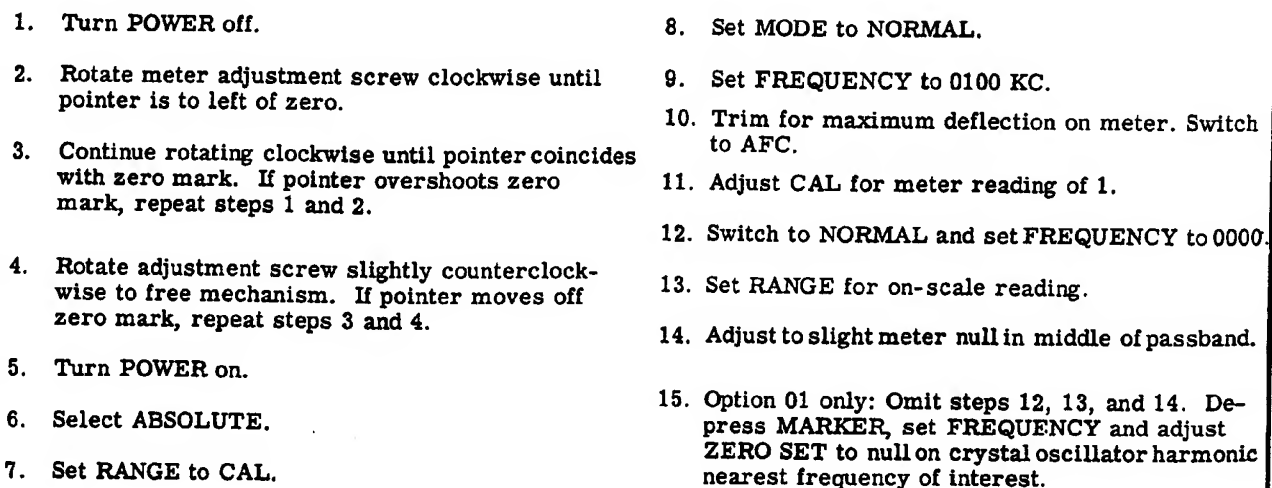 1. Turn POWER off.
2. Rotate meter adjustment screw clockwise until
pointer is to left of zero.
3. Continue rotating clockwise until pointer coincides
with zero mark. If pointer overshoots zero
mark, repeat steps 1 and 2.
4. Rotate adjustment screw slightly counterclock-
wise to free mechanism. If pointer moves off
zero mark, repeat steps 3 and 4.
5. Turn POWER on.
6. Select ABSOLUTE.
7. Set RANGE to CAL.
8. Set MODE to NORMAL.
9. Set FREQUENCY to 0100 KC.
10. Trim for maximum deflection on meter. Switch
to AFC.
11. Adjust CAL for meter reading of 1.
12. Switch to NORMAL and set FREQUENCY to 0000.
13. Set RANGE for on-scale reading.
14. Adjust to slight meter null in middle of passband.
15. Option 01 only: Omit steps 12, 13, and 14. De-
press MARKER, set FREQUENCY and adjust
ZERO SET to null on crystal oscillator harmonic
nearest frequency of interest.